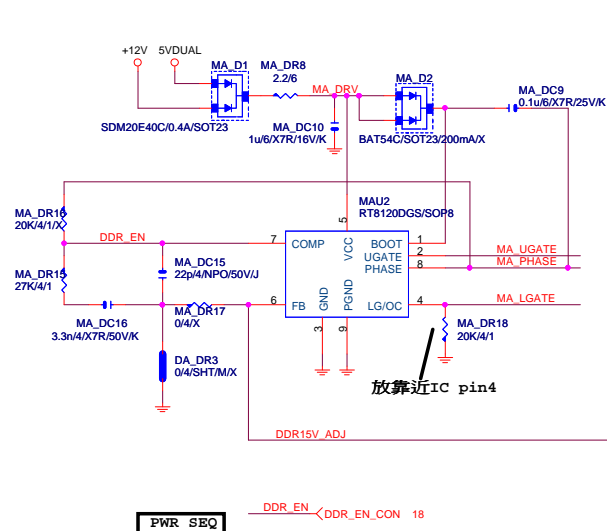 +12V 5VDUAL
MA_D1
MA_DR8
2.2/6
MA_DRV
MA_D2
MA_DC9
0.1u/6/X7R/25V/K
SDM20E40C/0.4A/SOT23
MA_DC10
1u/6/X7R/16V/K
BAT54C/SOT23/200mA/X
MAU2
RT8120DGS/SOP8
MA_DR16
20K/4/1/X
DDR_EN
7
COMP
5
VCC
BOOT
1
UGATE
2
MA_UGATE
PHASE
8
MA_PHASE
MA_DR15
27K/4/1
MA_DC15
22p/4/NPO/50V/J
MA_DC16
3.3n/4/X7R/50V/K
MA_DR17
0/4/X
6
FB
GND
3
PGND
9
LG/OC
4
MA_LGATE
MA_DR18
20K/4/1
DA_DR3
0/4/SHT/M/X
放靠近IC pin4
DDR15V_ADJ
DDR_EN
DDR_EN_CON 18
PWR SEQ